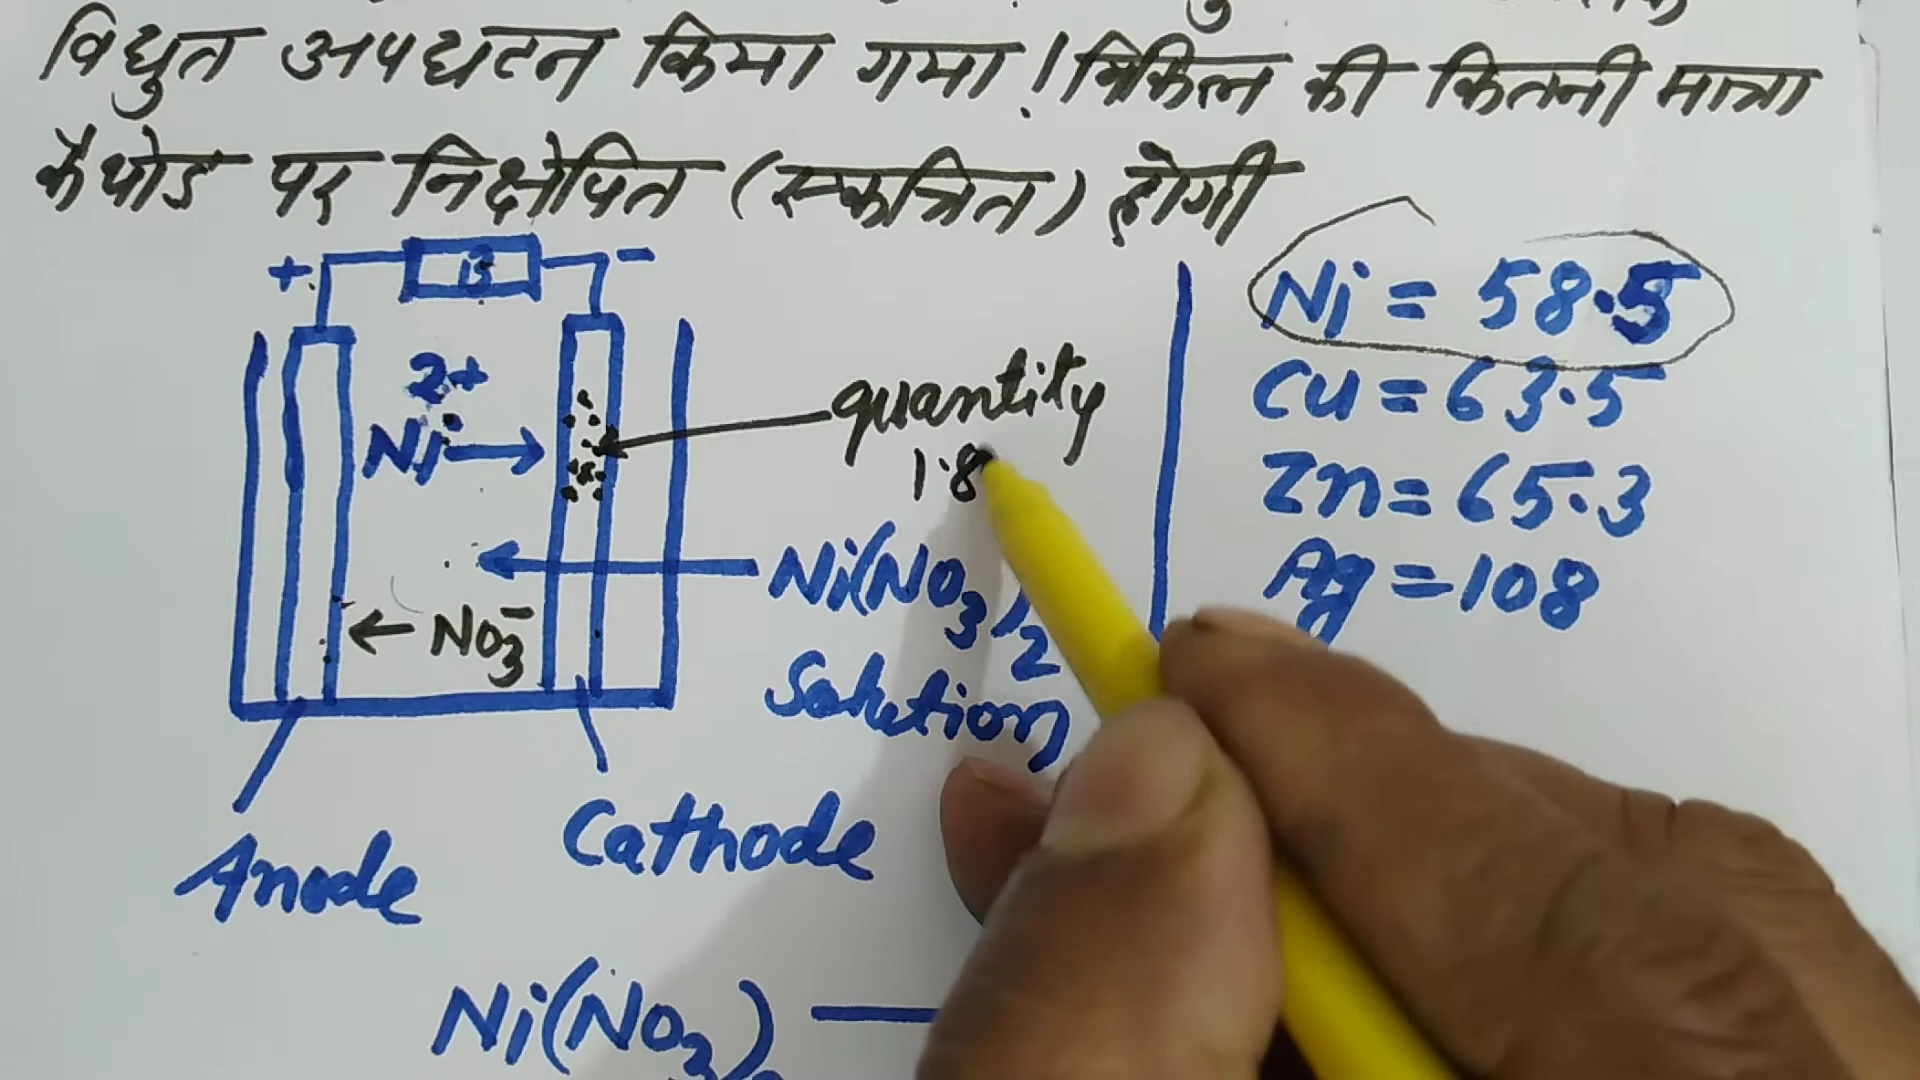 विद्युत अपघटन किया गया ! निकिल की कितनी मात्रा
कैथोड पर निक्षेपित (एकत्रित) होगी
+ B -
Ni = 58.5
2+
Ni
quantity
Cu = 63.5
1.8
Zn = 65.3
Ni(NO3)2
Ag = 108
NO3-
Solution
Cathode
Anode
Ni(NO3)2